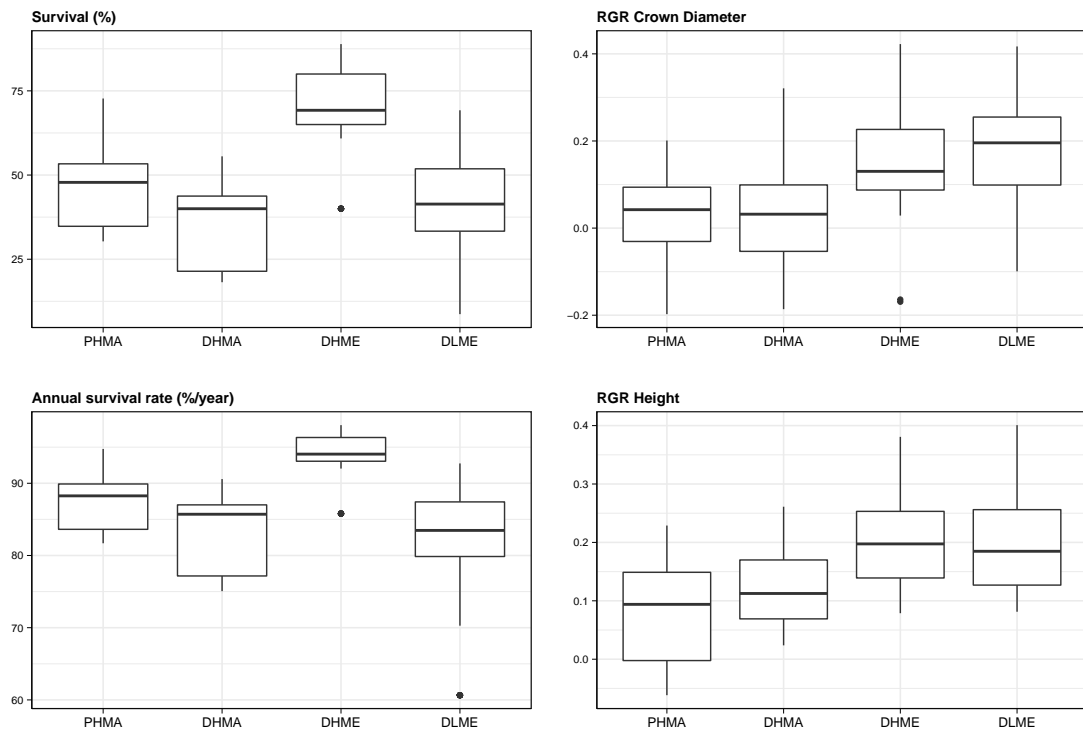 Survival (%)
75
50
25
PHMA DHMA DHME DLME
RGR Crown Diameter
0.4
0.2
0.0
−0.2
PHMA DHMA DHME DLME
Annual survival rate (%/year)
90
80
70
60
PHMA DHMA DHME DLME
RGR Height
0.4
0.3
0.2
0.1
0.0
PHMA DHMA DHME DLME